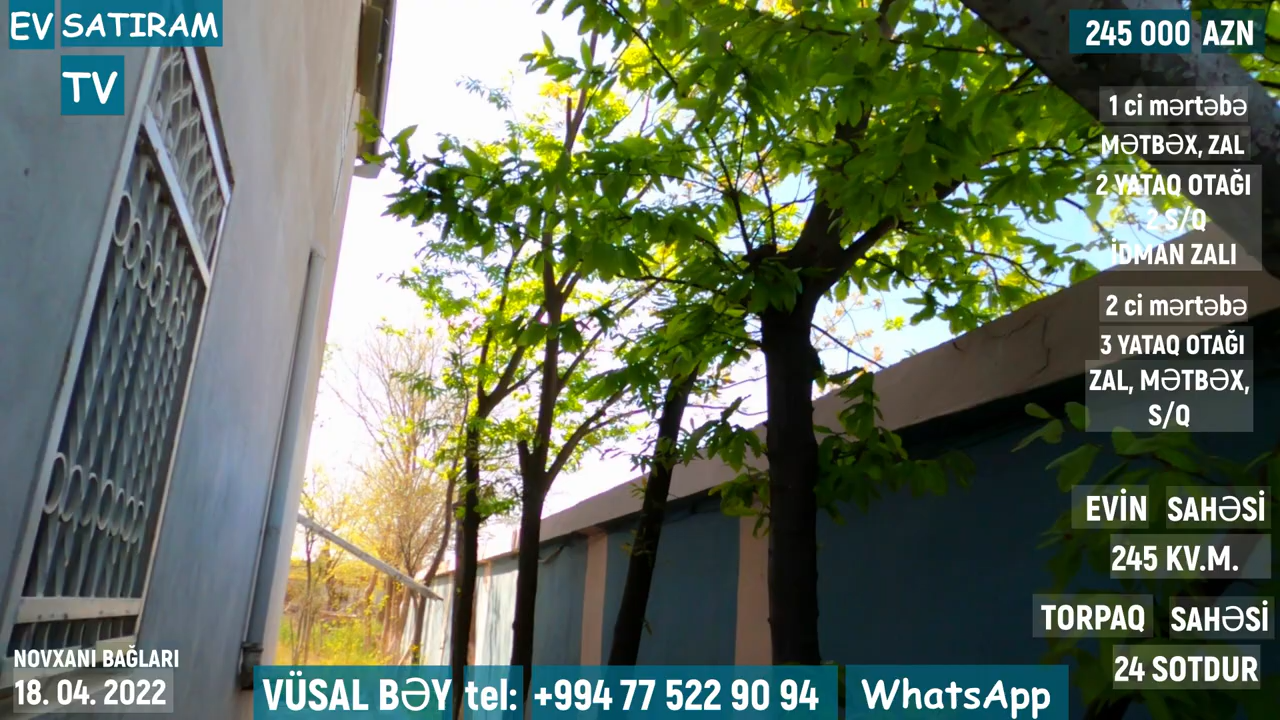 EV SATIRAM
TV
245 000 AZN
1 ci mərtəbə
MƏTBƏX, ZAL
2 YATAQ OTAĞI
2 S/Q
İDMAN ZALI
2 ci mərtəbə
3 YATAQ OTAĞI
ZAL, MƏTBƏX,
S/Q
EVİN SAHƏSİ
245 KV.M.
TORPAQ SAHƏSİ
24 SOTDUR
NOVXANI BAĞLARI
18. 04. 2022
VÜSAL BƏY tel: +994 77 522 90 94 WhatsApp